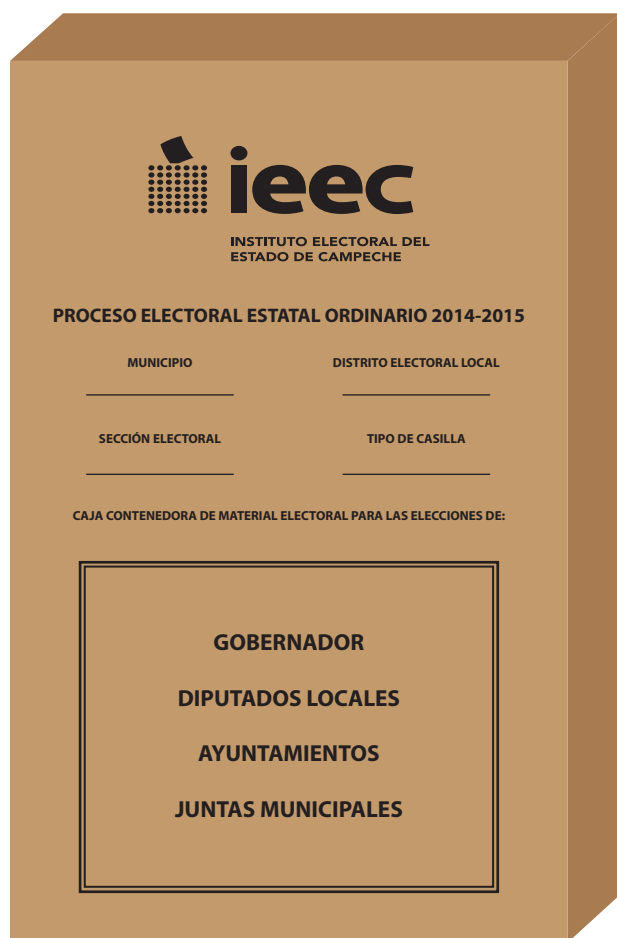 ieec
INSTITUTO ELECTORAL DEL
ESTADO DE CAMPECHE
PROCESO ELECTORAL ESTATAL ORDINARIO 2014-2015
MUNICIPIO
DISTRITO ELECTORAL LOCAL
SECCIÓN ELECTORAL
TIPO DE CASILLA
CAJA CONTENEDORA DE MATERIAL ELECTORAL PARA LAS ELECCIONES DE:
GOBERNADOR
DIPUTADOS LOCALES
AYUNTAMIENTOS
JUNTAS MUNICIPALES